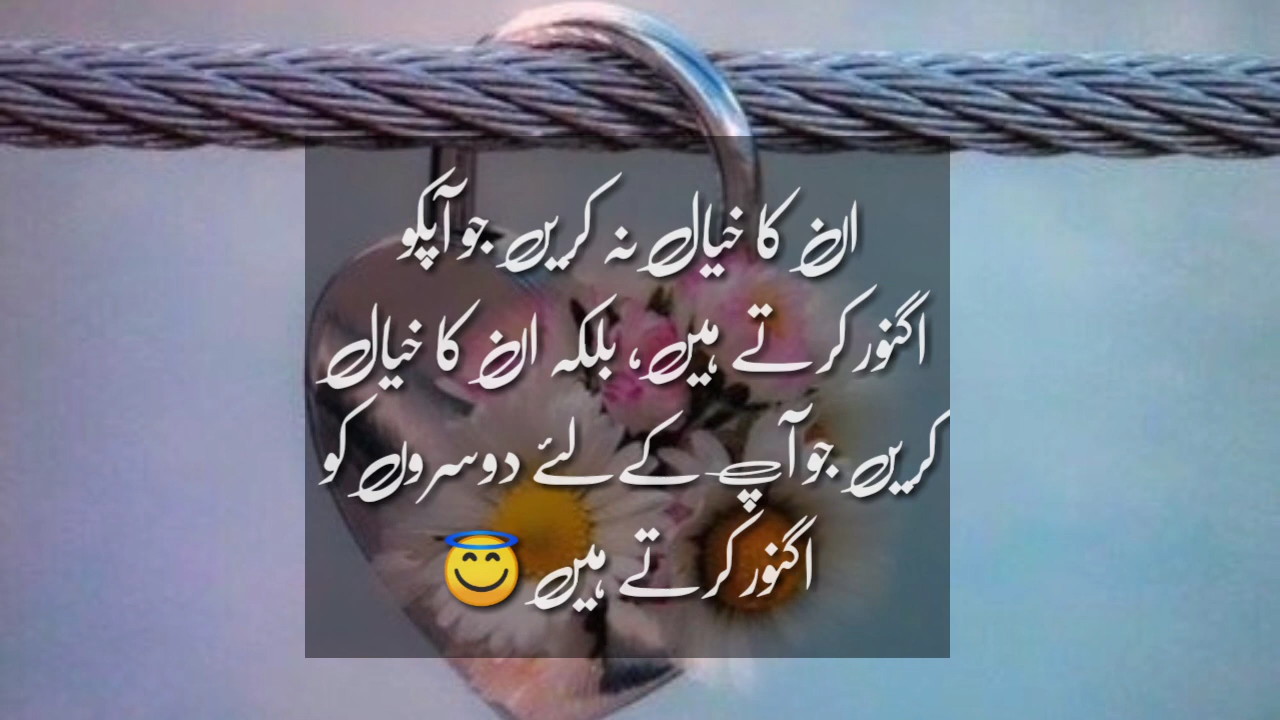 ان کا خیال نہ کریں جو آپکو
اگنور کرتے ہیں، بلکہ ان کا خیال
کریں جو آپ کے لئے دوسروں کو
اگنور کرتے ہیں 😇